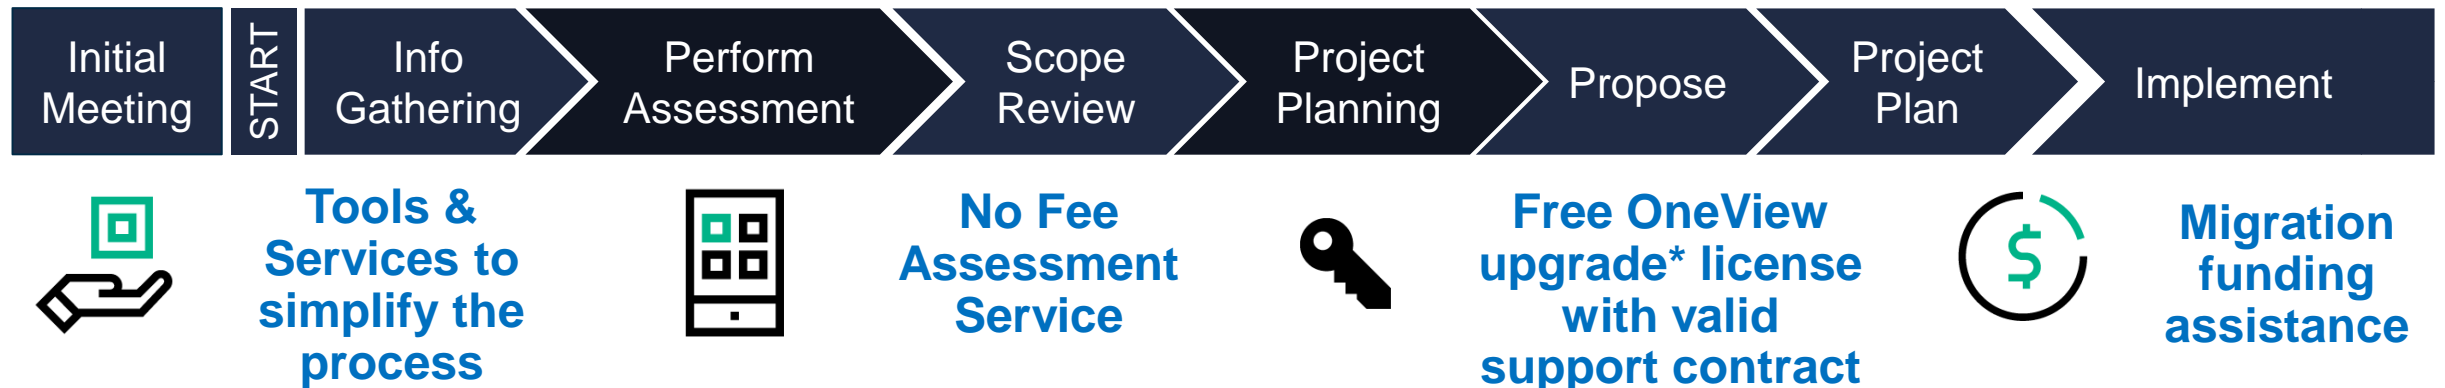 Initial
Meeting
START
Info
Gathering
Perform
Assessment
Scope
Review
Project
Planning
Propose
Project
Plan
Implement
Tools &
Services to
simplify the
process
No Fee
Assessment
Service
Free OneView
upgrade* license
with valid
support contract
$
Migration
funding
assistance